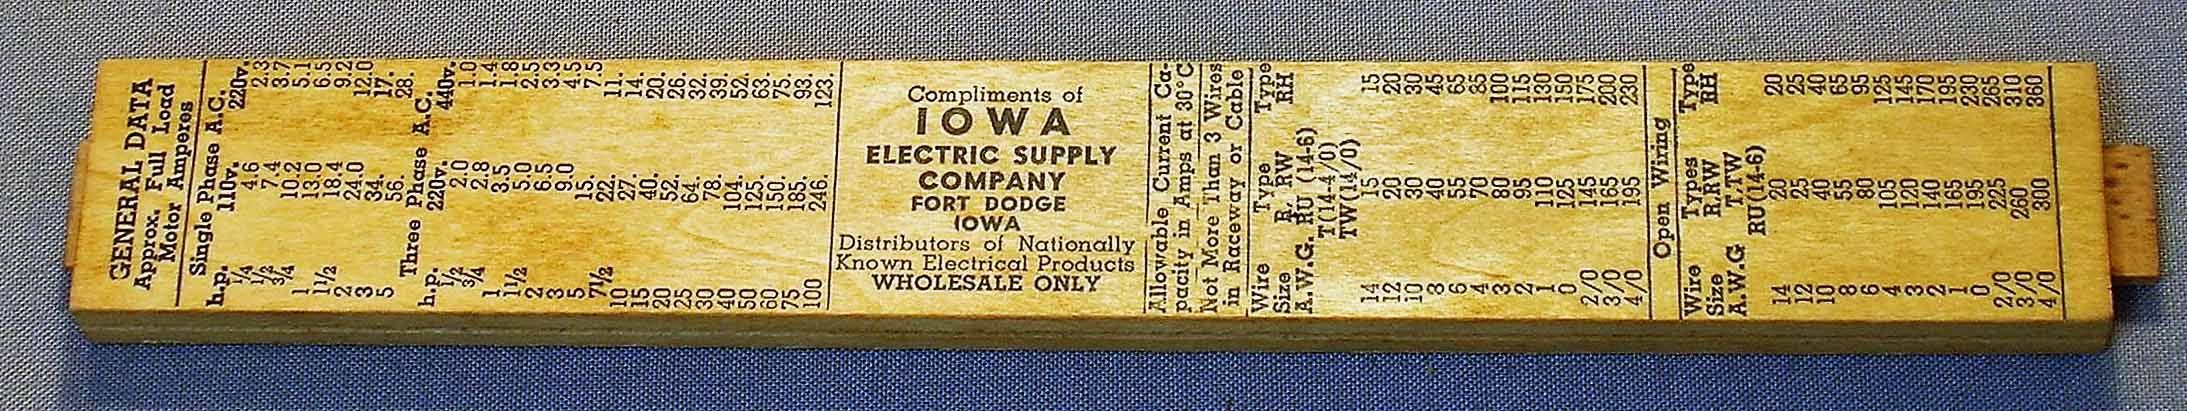 GENERAL DATA
Approx. Full Load
Motor Amperes
Single Phase A.C.
h.p. 110v. 220v.
1/4 4.6 2.3
1/2 7.4 3.7
3/4 10.2 5.1
1 13.0 6.5
1 1/2 18.4 9.2
2 24.0 12.0
3 34. 17.
5 56. 28.
Three Phase A.C.
h.p. 220v. 440v.
1/2 2.0 1.0
3/4 2.8 1.4
1 3.5 1.8
1 1/2 5.0 2.5
2 6.5 3.3
3 9.0 4.5
5 15. 7.5
7 1/2 22. 11.
10 27. 14.
15 40. 20.
20 52. 26.
25 64. 32.
30 78. 39.
40 104. 52.
50 125. 63.
60 150. 75.
75 185. 93.
100 246. 123.
Compliments of
IOWA
ELECTRIC SUPPLY
COMPANY
FORT DODGE
IOWA
Distributors of Nationally
Known Electrical Products
WHOLESALE ONLY
Allowable Current Ca-
pacity in Amps at 30°C
Not More Than 3 Wires
in Raceway or Cable
Wire Type Type
Size R. RW RH
A.W.G. RU (14-6)
T(14-4/0)
TW(14/0)
14 15 15
12 20 20
10 30 30
8 40 45
6 55 65
4 70 85
3 80 100
2 95 115
1 110 130
0 125 150
2/0 145 175
3/0 165 200
4/0 195 230
Open Wiring
Wire Types Type
Size R.RW RH
A.W.G T.TW
RU(14-6)
14 20 20
12 25 25
10 40 40
8 55 65
6 80 95
4 105 125
3 120 145
2 140 170
1 165 195
0 195 230
2/0 225 265
3/0 260 310
4/0 300 360